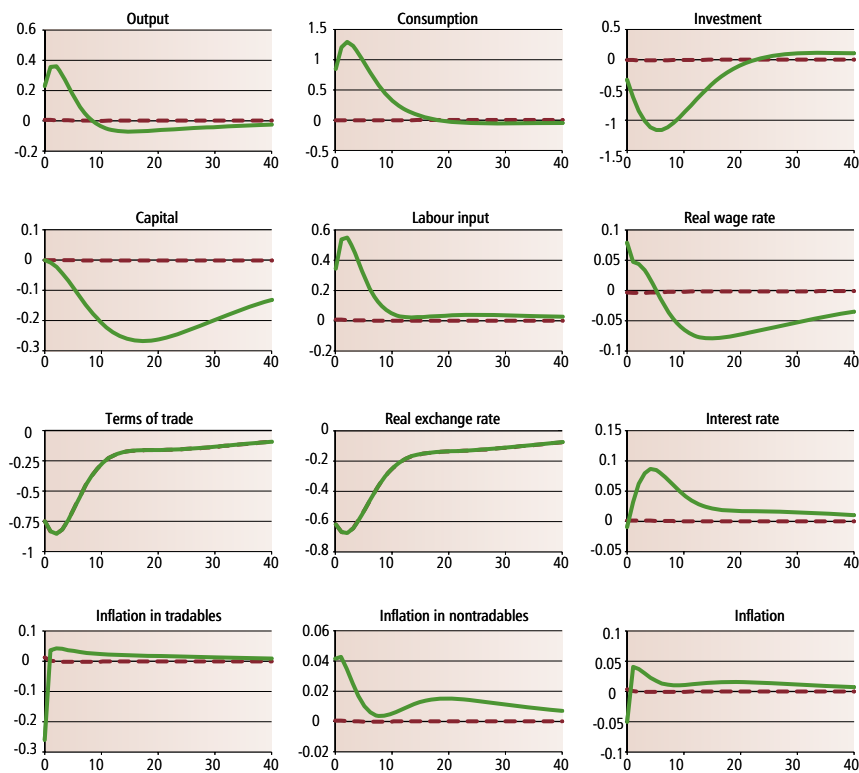 Output
0.6
0.4
0.2
0
-0.2
0 10 20 30 40
Consumption
1.5
1
0.5
0
-0.5
0 10 20 30 40
Investment
0.5
0
-0.5
-1
-1.5
0 10 20 30 40
Capital
0.1
0
-0.1
-0.2
-0.3
0 10 20 30 40
Labour input
0.6
0.4
0.2
0
-0.2
0 10 20 30 40
Real wage rate
0.1
0.05
0
-0.05
-0.1
0 10 20 30 40
Terms of trade
0
-0.25
-0.5
-0.75
-1
0 10 20 30 40
Real exchange rate
0
-0.2
-0.4
-0.6
-0.8
0 10 20 30 40
Interest rate
0.15
0.1
0.05
0
-0.05
0 10 20 30 40
Inflation in tradables
0.1
0
-0.1
-0.2
-0.3
0 10 20 30 40
Inflation in nontradables
0.06
0.04
0.02
0
-0.02
0 10 20 30 40
Inflation
0.1
0.05
0
-0.05
-0.1
0 10 20 30 40